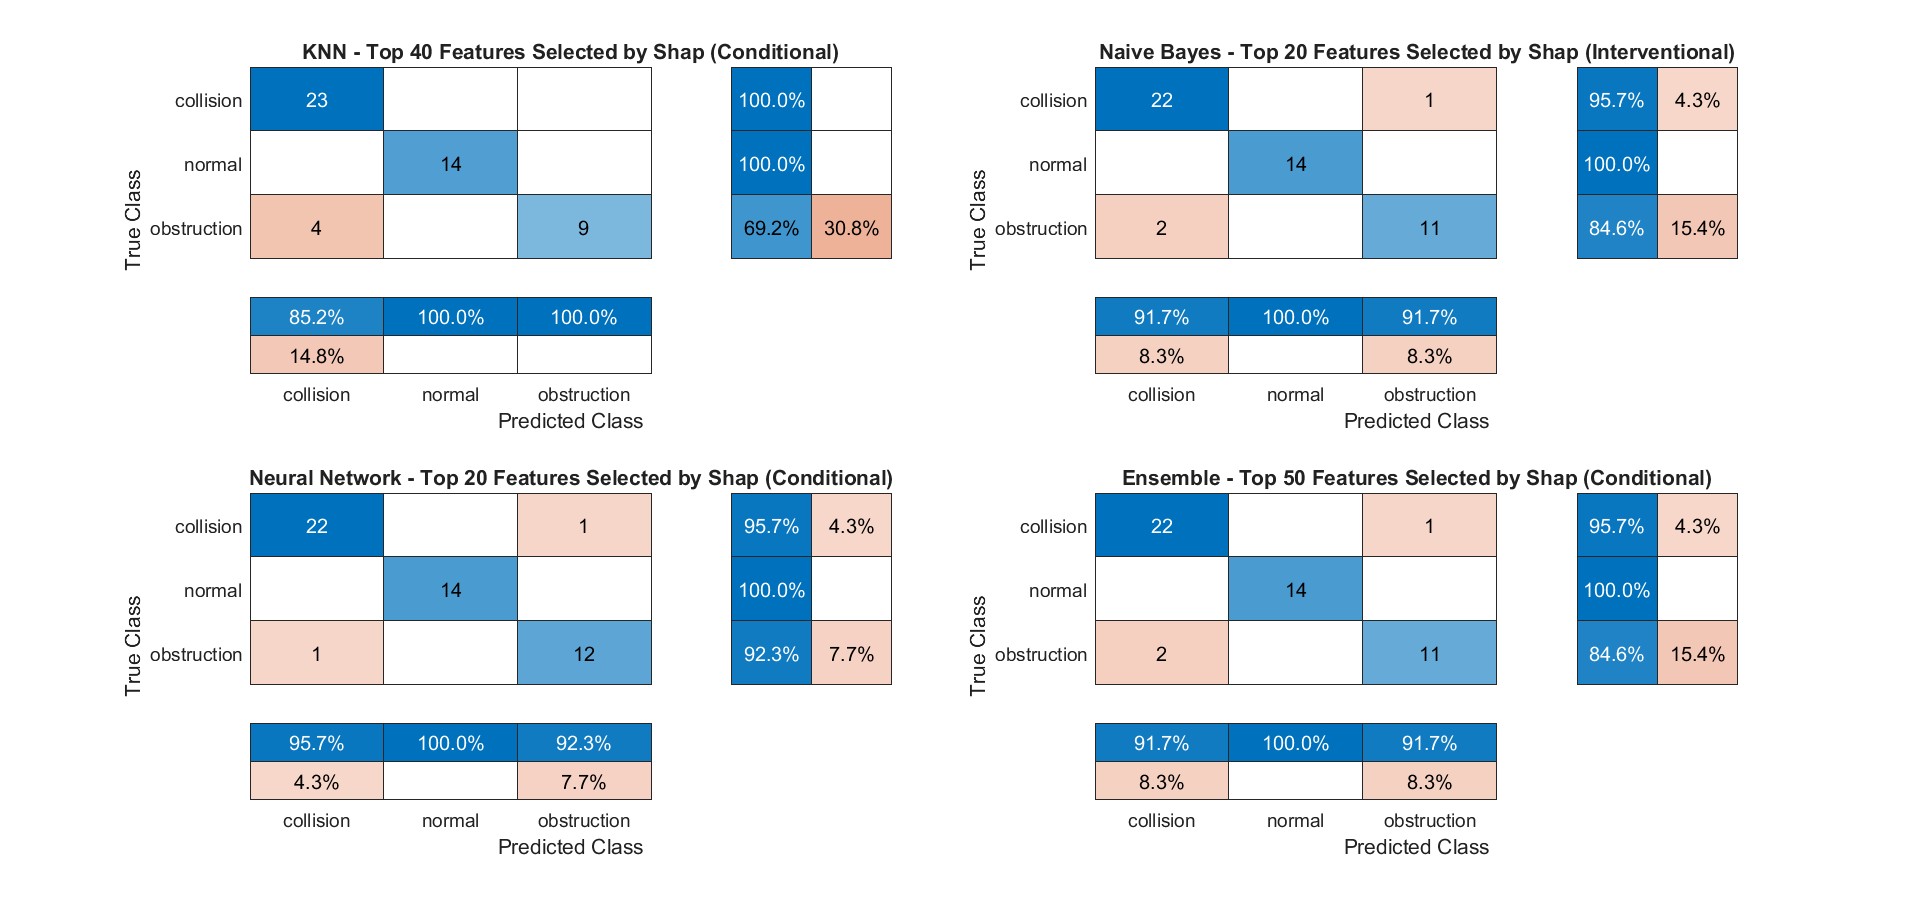 KNN - Top 40 Features Selected by Shap (Conditional)
collision 23 100.0%
normal 14 100.0%
obstruction 4 9 69.2% 30.8%
True Class
85.2% 100.0% 100.0%
14.8%
collision normal obstruction
Predicted Class
Naive Bayes - Top 20 Features Selected by Shap (Interventional)
collision 22 1 95.7% 4.3%
normal 14 100.0%
obstruction 2 11 84.6% 15.4%
True Class
91.7% 100.0% 91.7%
8.3% 8.3%
collision normal obstruction
Predicted Class
Neural Network - Top 20 Features Selected by Shap (Conditional)
collision 22 1 95.7% 4.3%
normal 14 100.0%
obstruction 1 12 92.3% 7.7%
True Class
95.7% 100.0% 92.3%
4.3% 7.7%
collision normal obstruction
Predicted Class
Ensemble - Top 50 Features Selected by Shap (Conditional)
collision 22 1 95.7% 4.3%
normal 14 100.0%
obstruction 2 11 84.6% 15.4%
True Class
91.7% 100.0% 91.7%
8.3% 8.3%
collision normal obstruction
Predicted Class